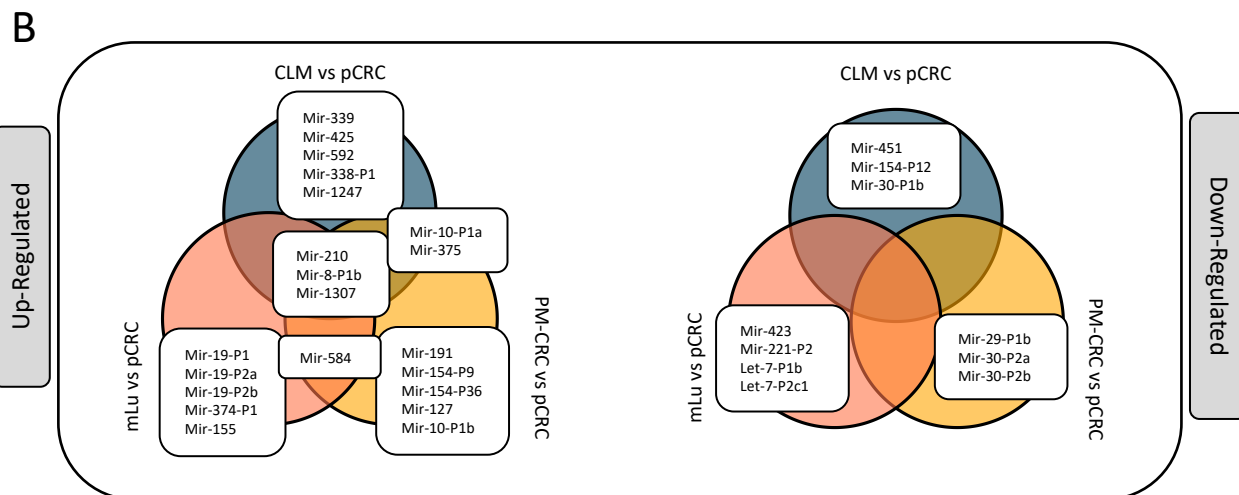 B
Up-Regulated
CLM vs pCRC
Mir-339
Mir-425
Mir-592
Mir-338-P1
Mir-1247
Mir-10-P1a
Mir-375
Mir-210
Mir-8-P1b
Mir-1307
mLu vs pCRC
Mir-19-P1
Mir-19-P2a
Mir-19-P2b
Mir-374-P1
Mir-155
Mir-584
Mir-191
Mir-154-P9
Mir-154-P36
Mir-127
Mir-10-P1b
PM-CRC vs pCRC
CLM vs pCRC
Mir-451
Mir-154-P12
Mir-30-P1b
mLu vs pCRC
Mir-423
Mir-221-P2
Let-7-P1b
Let-7-P2c1
Mir-29-P1b
Mir-30-P2a
Mir-30-P2b
PM-CRC vs pCRC
Down-Regulated